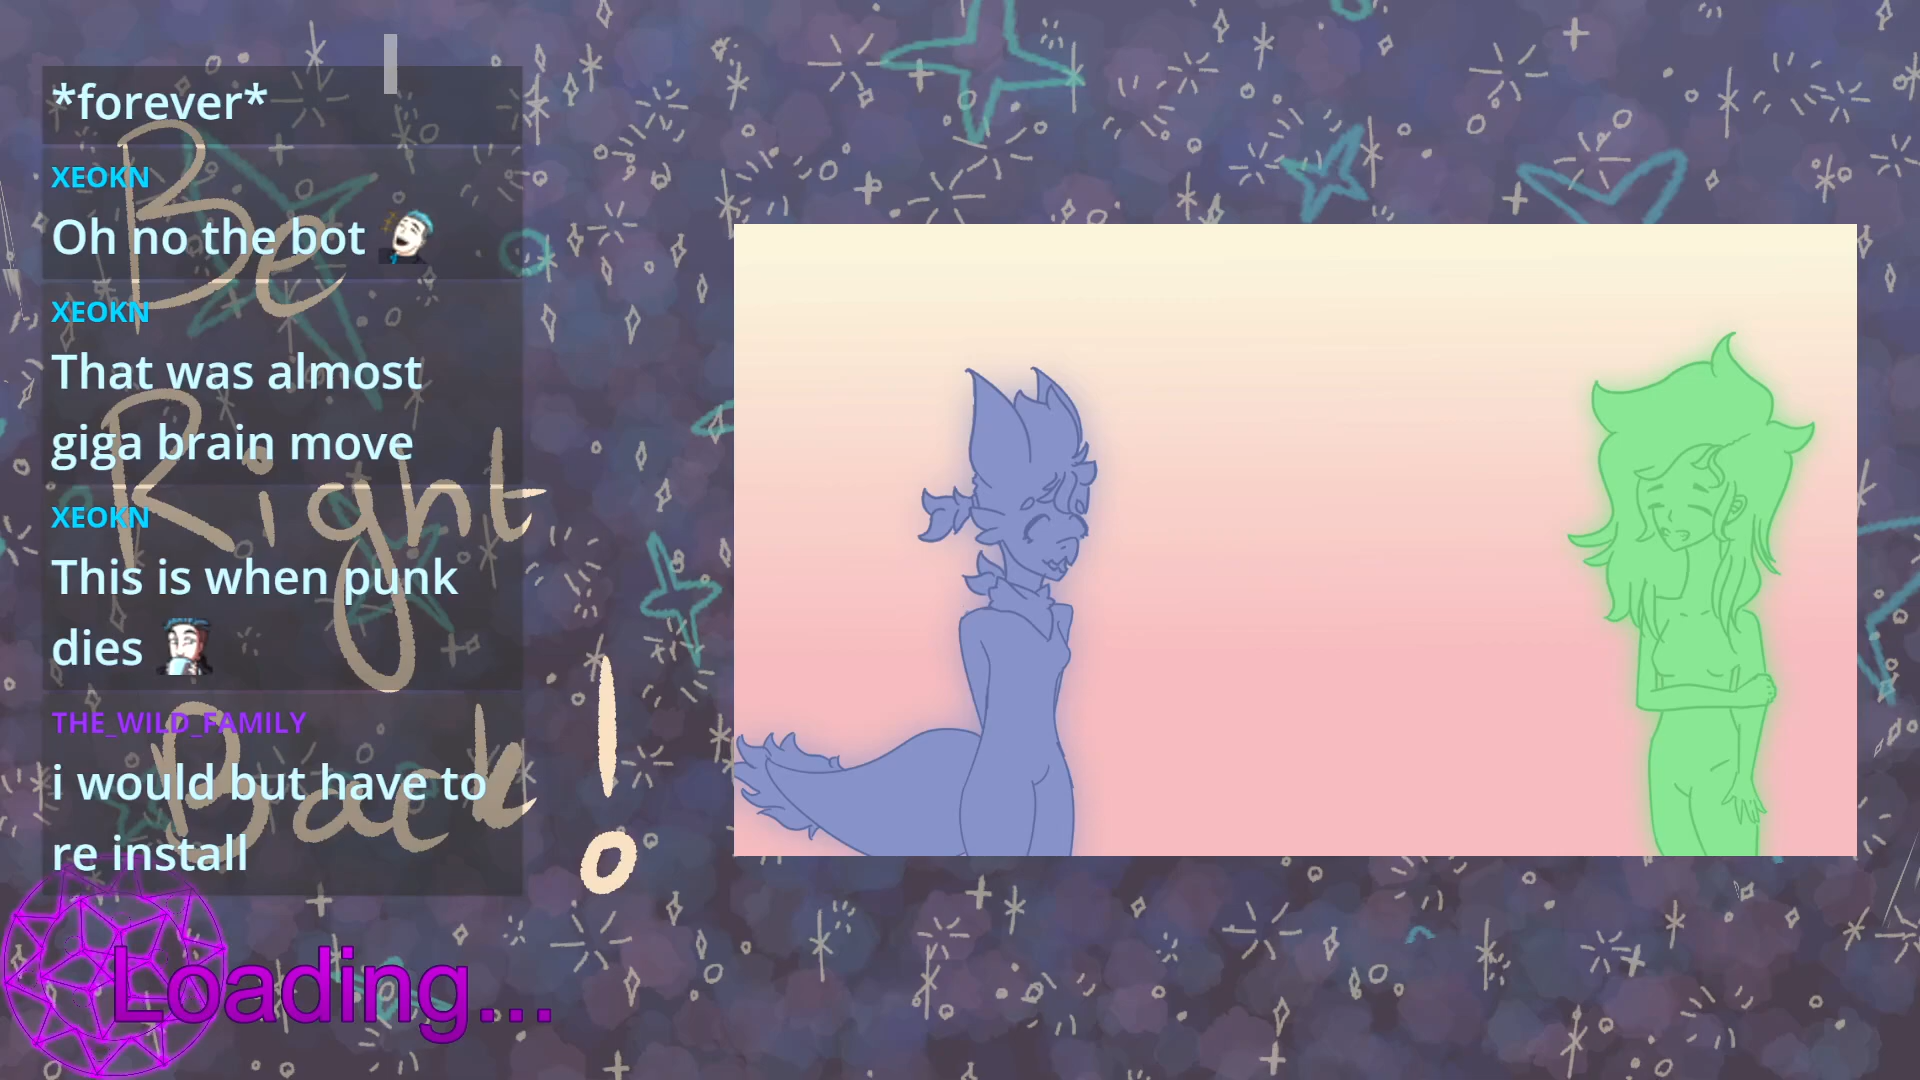 *forever*
XEOKN
Oh no the bot
XEOKN
That was almost
giga brain move
XEOKN
This is when punk
dies
THE_WILD_FAMILY
i would but have to
re install
Be
Right
Back!
Loading...